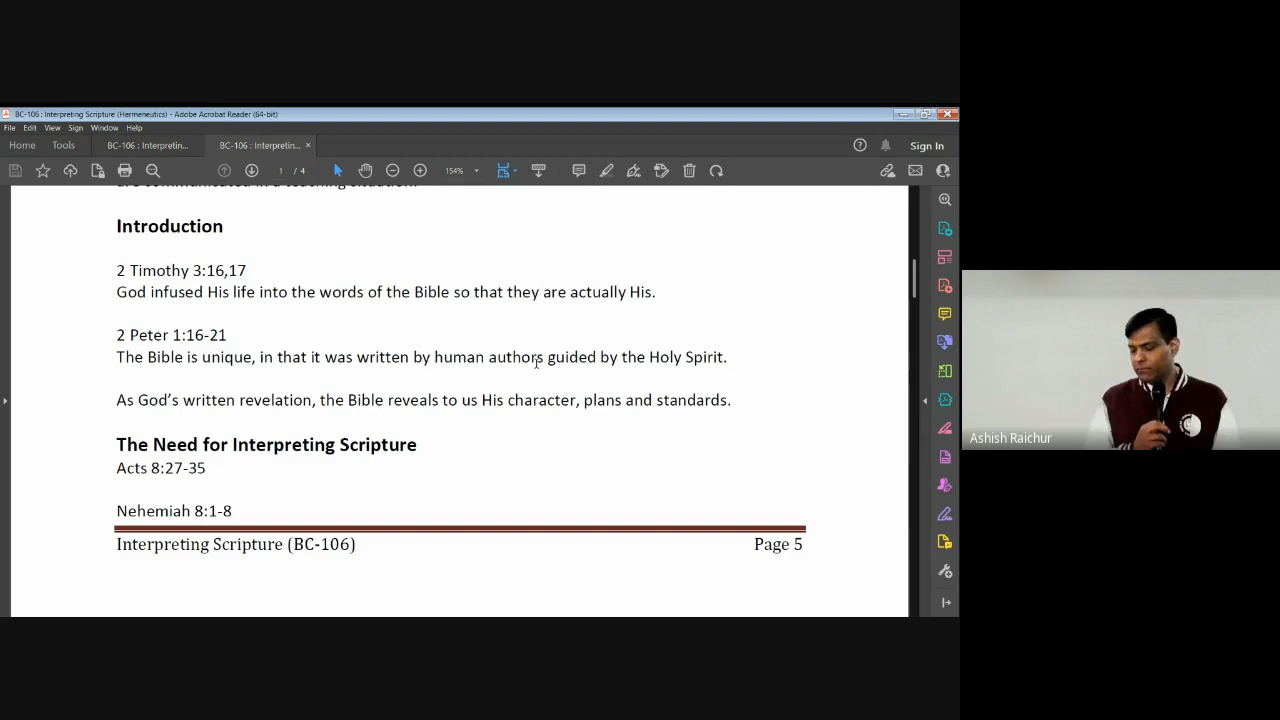 BC-106 : Interpreting Scripture (Hermeneutics) - Adobe Acrobat Reader (64-bit)
File Edit View Sign Window Help
Home Tools BC-106 : Interpretin... BC-106 : Interpretin... × Sign In
1 / 4 154%
are communicated in a teaching situation.
Introduction
2 Timothy 3:16,17
God infused His life into the words of the Bible so that they are actually His.
2 Peter 1:16-21
The Bible is unique, in that it was written by human authors guided by the Holy Spirit.
As God’s written revelation, the Bible reveals to us His character, plans and standards.
The Need for Interpreting Scripture
Acts 8:27-35
Nehemiah 8:1-8
Interpreting Scripture (BC-106) Page 5
Ashish Raichur